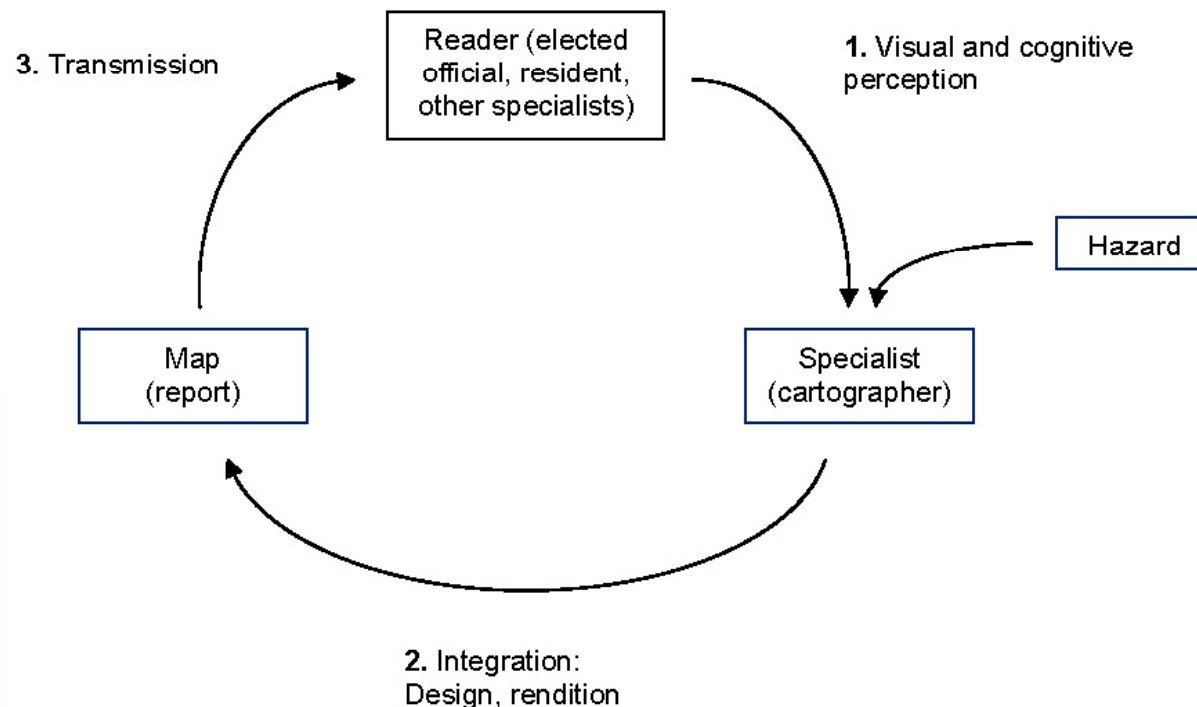 3. Transmission
Reader (elected
official, resident,
other specialists)
1. Visual and cognitive
perception
Hazard
Map
(report)
Specialist
(cartographer)
2. Integration:
Design, rendition